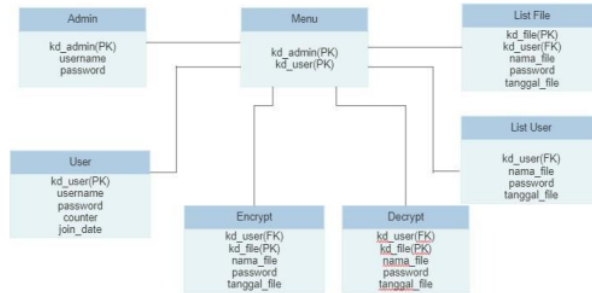 Admin
kd_admin(PK)
username
password
Menu
kd_admin(PK)
kd_user(PK)
List File
kd_file(PK)
kd_user(FK)
nama_file
password
tanggal_file
List User
kd_user(FK)
nama_file
password
tanggal_file
User
kd_user(PK)
username
password
counter
join_date
Encrypt
kd_user(FK)
kd_file(PK)
nama_file
password
tanggal_file
Decrypt
kd_user(FK)
kd_file(PK)
nama_file
password
tanggal_file